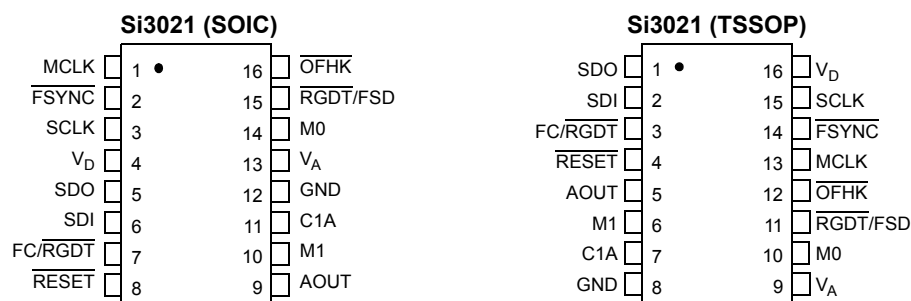 Si3021 (SOIC)
MCLK 1 16 OFHK
FSYNC 2 15 RGDT/FSD
SCLK 3 14 M0
VD 4 13 VA
SDO 5 12 GND
SDI 6 11 C1A
FC/RGDT 7 10 M1
RESET 8 9 AOUT
Si3021 (TSSOP)
SDO 1 16 VD
SDI 2 15 SCLK
FC/RGDT 3 14 FSYNC
RESET 4 13 MCLK
AOUT 5 12 OFHK
M1 6 11 RGDT/FSD
C1A 7 10 M0
GND 8 9 VA